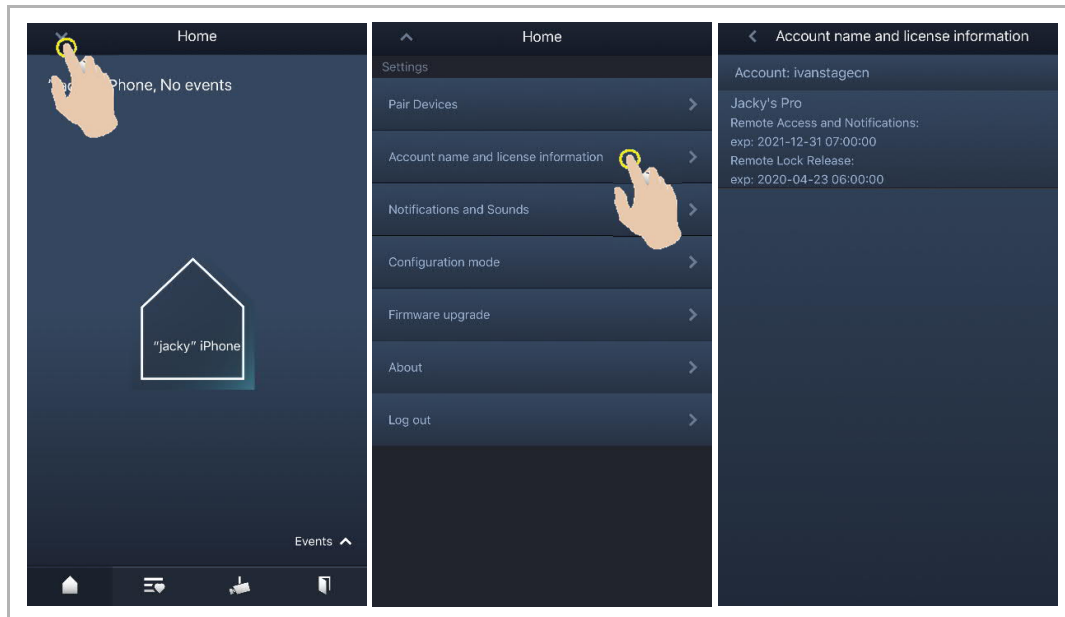 Home
Phone, No events
"jacky" iPhone
Events
Home
Settings
Pair Devices
Account name and license information
Notifications and Sounds
Configuration mode
Firmware upgrade
About
Log out
Account name and license information
Account: ivanstagecn
Jacky's Pro
Remote Access and Notifications:
exp: 2021-12-31 07:00:00
Remote Lock Release:
exp: 2020-04-23 06:00:00